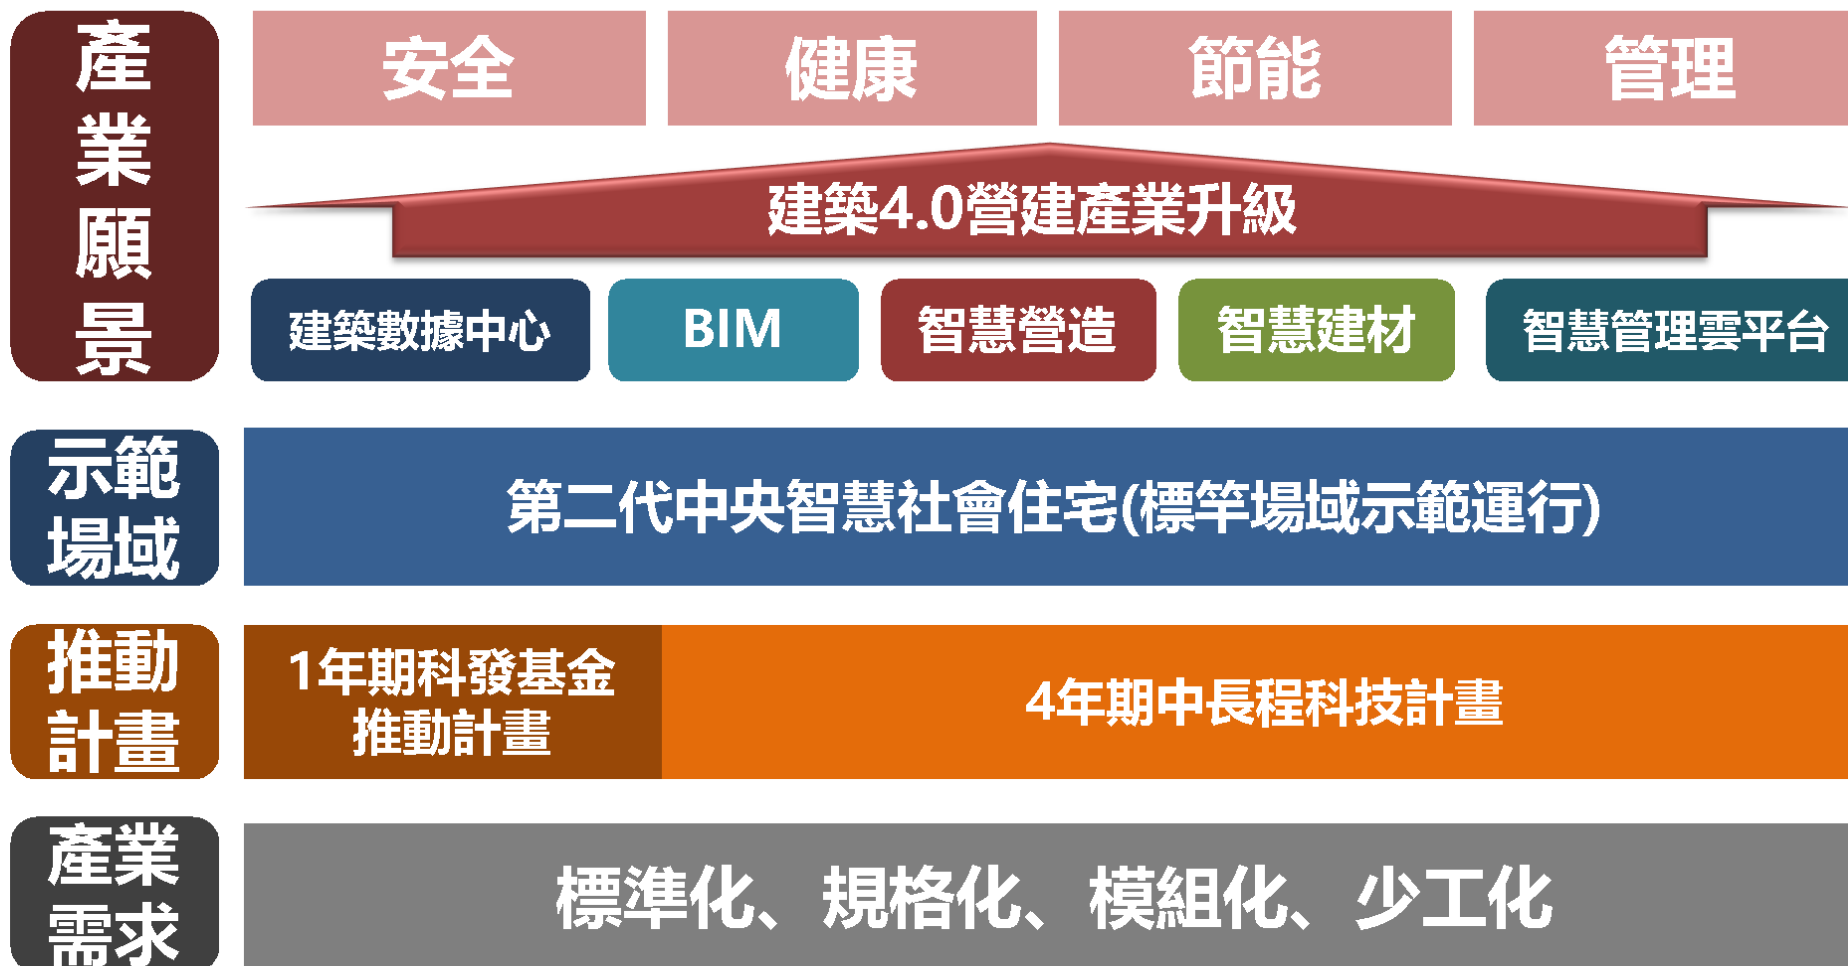 產業願景
安全
健康
節能
管理
建築4.0營建產業升級
建築數據中心
BIM
智慧營造
智慧建材
智慧管理雲平台
示範
場域
第二代中央智慧社會住宅(標竿場域示範運行)
推動
計畫
1年期科發基金
推動計畫
4年期中長程科技計畫
產業
需求
標準化、規格化、模組化、少工化